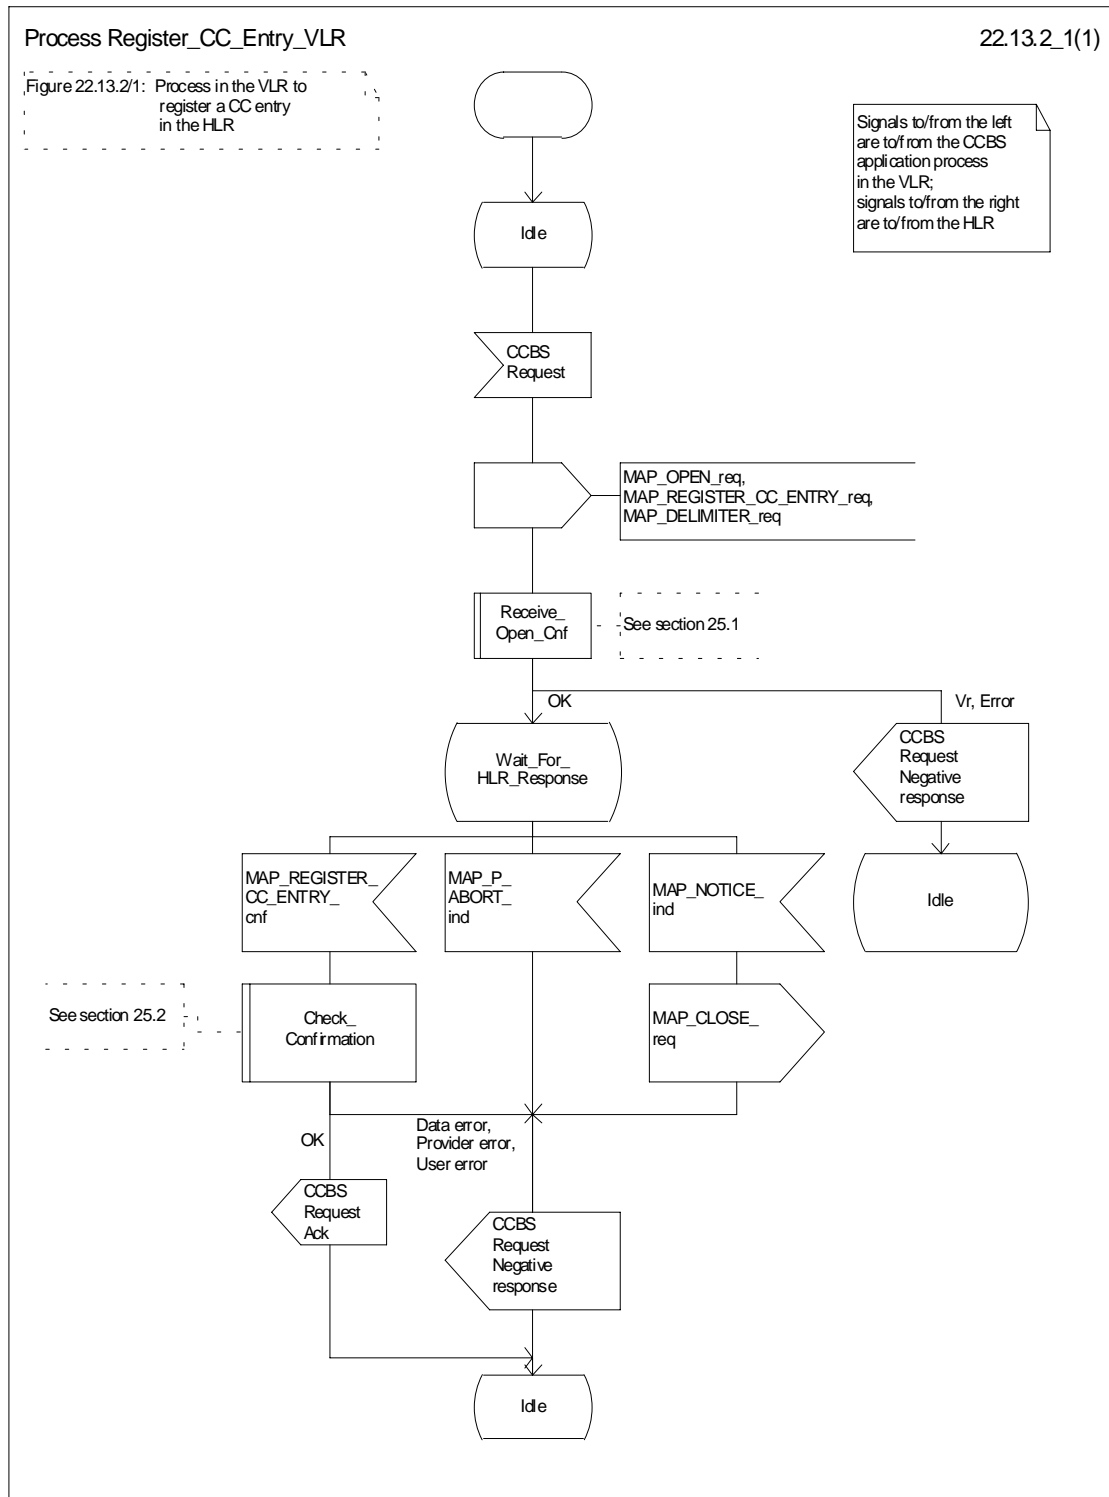 Process Register_CC_Entry_VLR
22.13.2_1(1)
Figure 22.13.2/1: Process in the VLR to
register a CC entry
in the HLR
Signals to/from the left
are to/from the CCBS
application process
in the VLR;
signals to/from the right
are to/from the HLR
Idle
CCBS
Request
MAP_OPEN_req,
MAP_REGISTER_CC_ENTRY_req,
MAP_DELIMITER_req
Receive_
Open_Cnf
See section 25.1
OK
Vr, Error
Wait_For_
HLR_Response
CCBS
Request
Negative
response
MAP_REGISTER_
CC_ENTRY_
cnf
MAP_P_
ABORT_
ind
MAP_NOTICE_
ind
Idle
See section 25.2
Check_
Confirmation
MAP_CLOSE_
req
OK
Data error,
Provider error,
User error
CCBS
Request
Ack
CCBS
Request
Negative
response
Idle